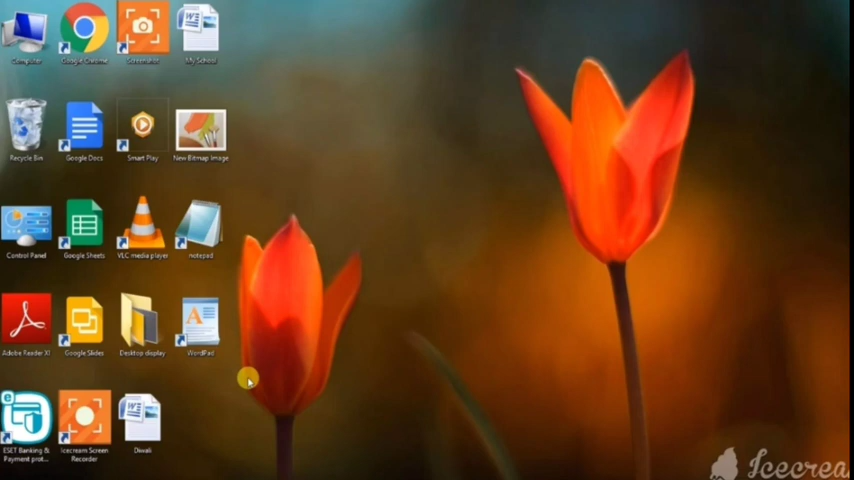 Computer
Google Chrome
Screenshot
My School
Recycle Bin
Google Docs
Smart Play
New Bitmap Image
Control Panel
Google Sheets
VLC media player
notepad
Adobe Reader XI
Google Slides
Desktop display
WordPad
ESET Banking &
Payment prot...
Icecream Screen
Recorder
Diwali
Icecrea